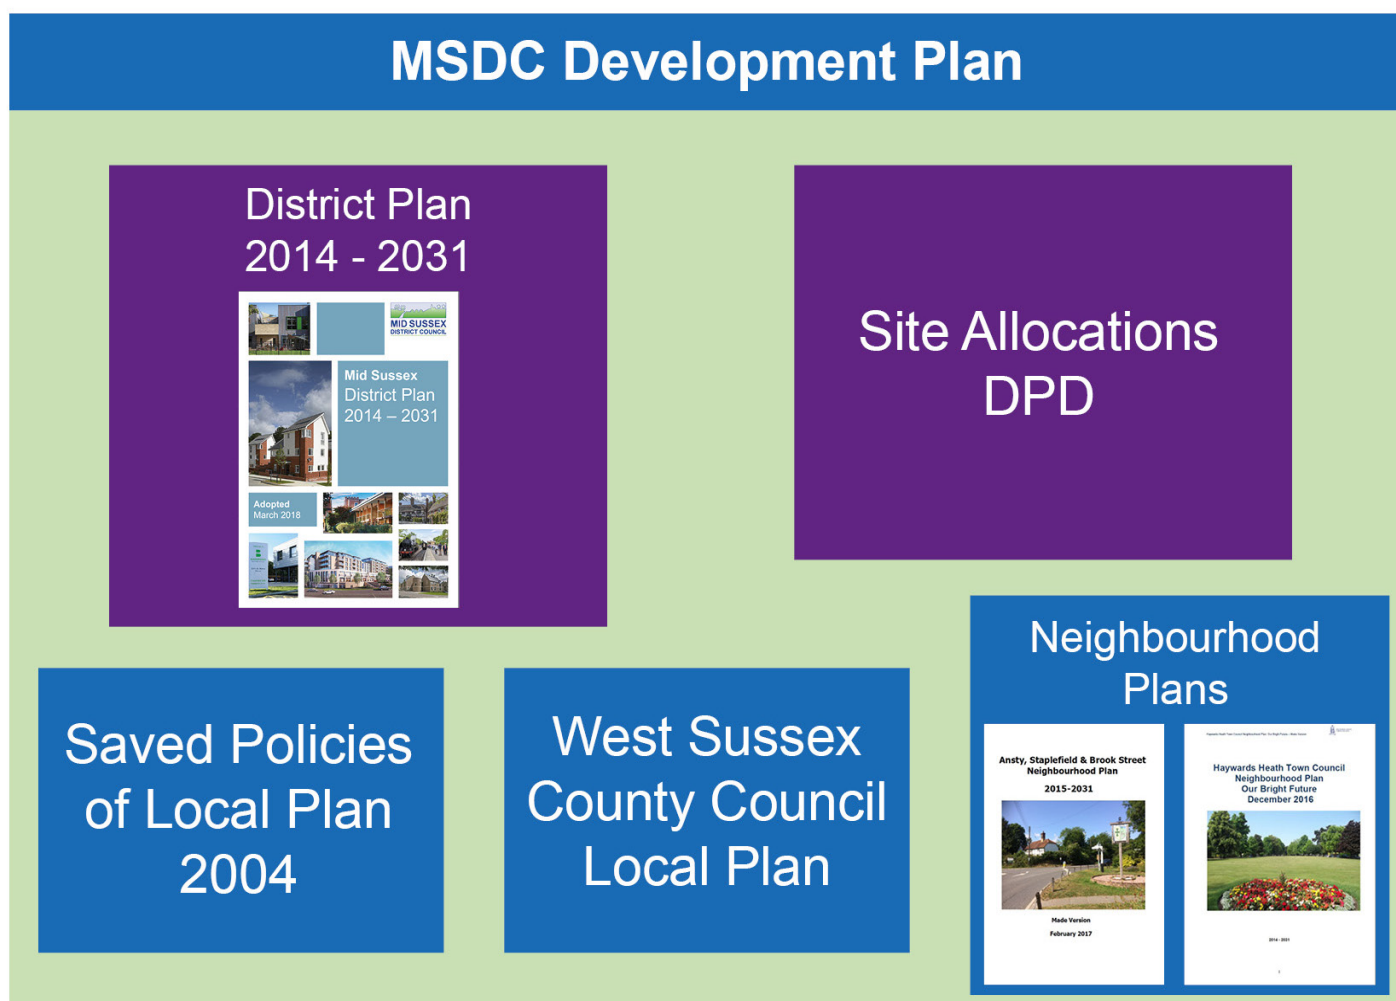 MSDC Development Plan
District Plan
2014 - 2031
MID SUSSEX
DISTRICT COUNCIL
Mid Sussex
District Plan
2014 – 2031
Adopted
March 2018
Site Allocations
DPD
Saved Policies
of Local Plan
2004
West Sussex
County Council
Local Plan
Neighbourhood
Plans
Ansty, Staplefield & Brook Street
Neighbourhood Plan
2015-2031
Made Version
February 2017
Haywards Heath Town Council
Neighbourhood Plan
Our Bright Future
December 2016
2016 - 2031